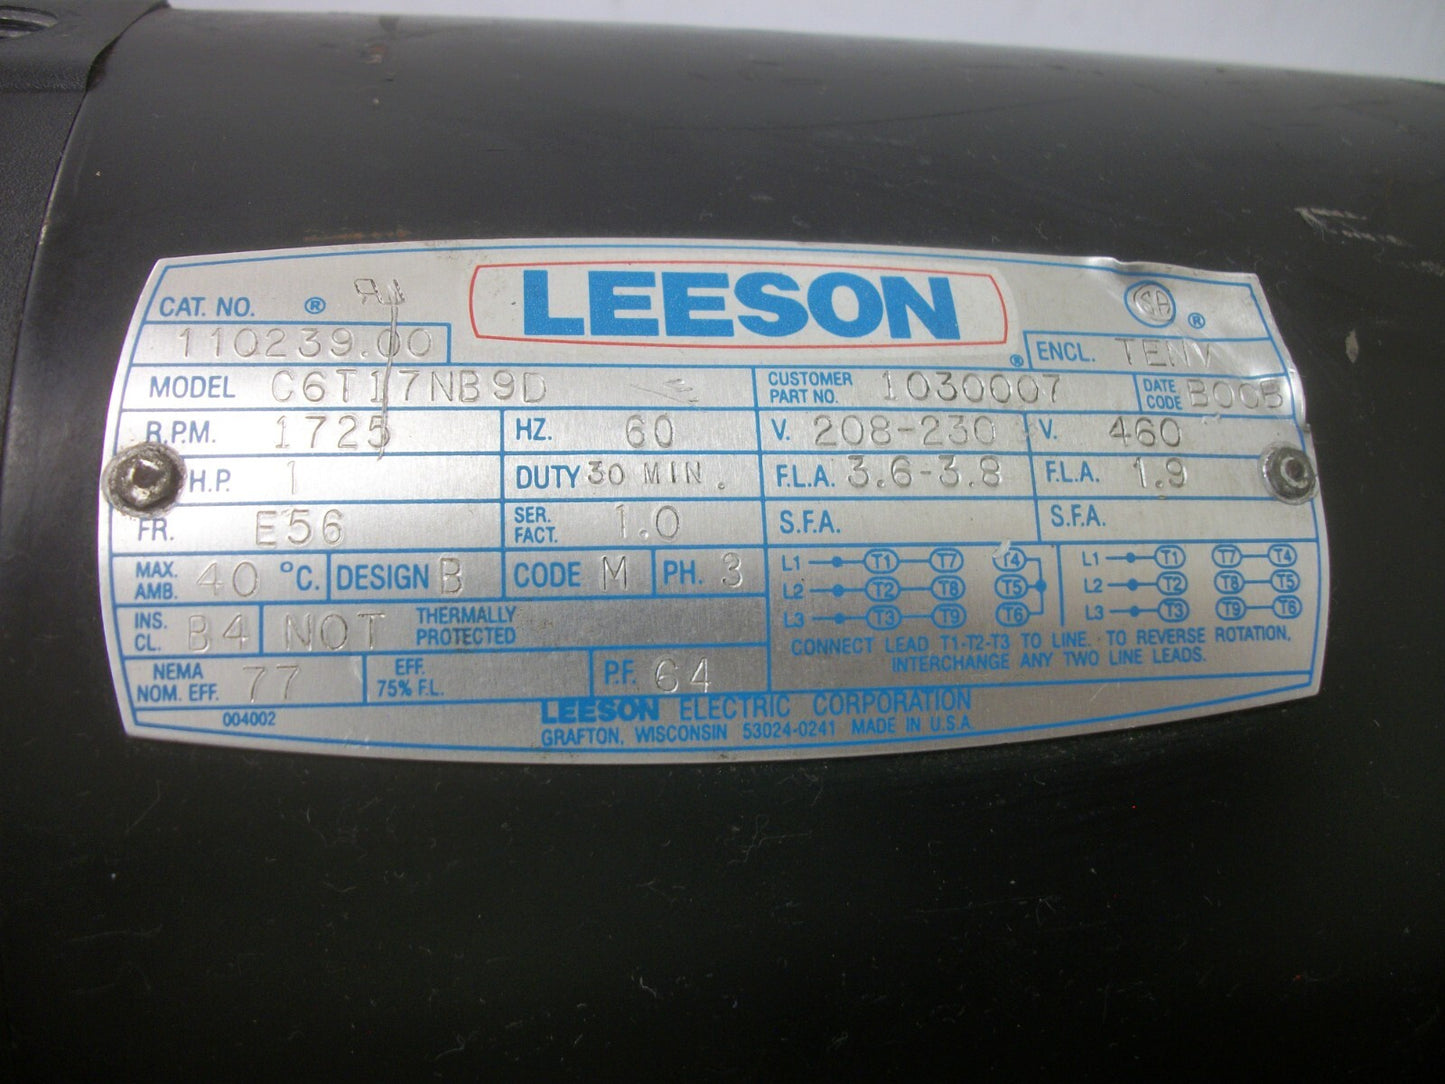 LEESON
CAT. NO. ®
110239.00
® ENCL. TENV
MODEL C6T17NB9D CUSTOMER PART NO. 1030007 DATE CODE
R.P.M. 1725 HZ. 60 V. 208-230 V. 460
H.P. 1 DUTY 30 MIN. F.L.A. 3.6-3.8 F.L.A. 1.9
FR. E56 SER. FACT. 1.0 S.F.A. S.F.A.
MAX. AMB. 40 °C. DESIGN B CODE M PH. 3
INS. CL. B4 NOT THERMALLY PROTECTED
NEMA NOM. EFF. 77 EFF. 75% F.L. P.F. 64
L1 T1 T7 T4 L1 T1 T7 T4
L2 T2 T8 T5 L2 T2 T8 T5
L3 T3 T9 T6 L3 T3 T9 T6
CONNECT LEAD T1-T2-T3 TO LINE. TO REVERSE ROTATION,
INTERCHANGE ANY TWO LINE LEADS.
004002
LEESON ELECTRIC CORPORATION
GRAFTON, WISCONSIN 53024-0241 MADE IN U.S.A.